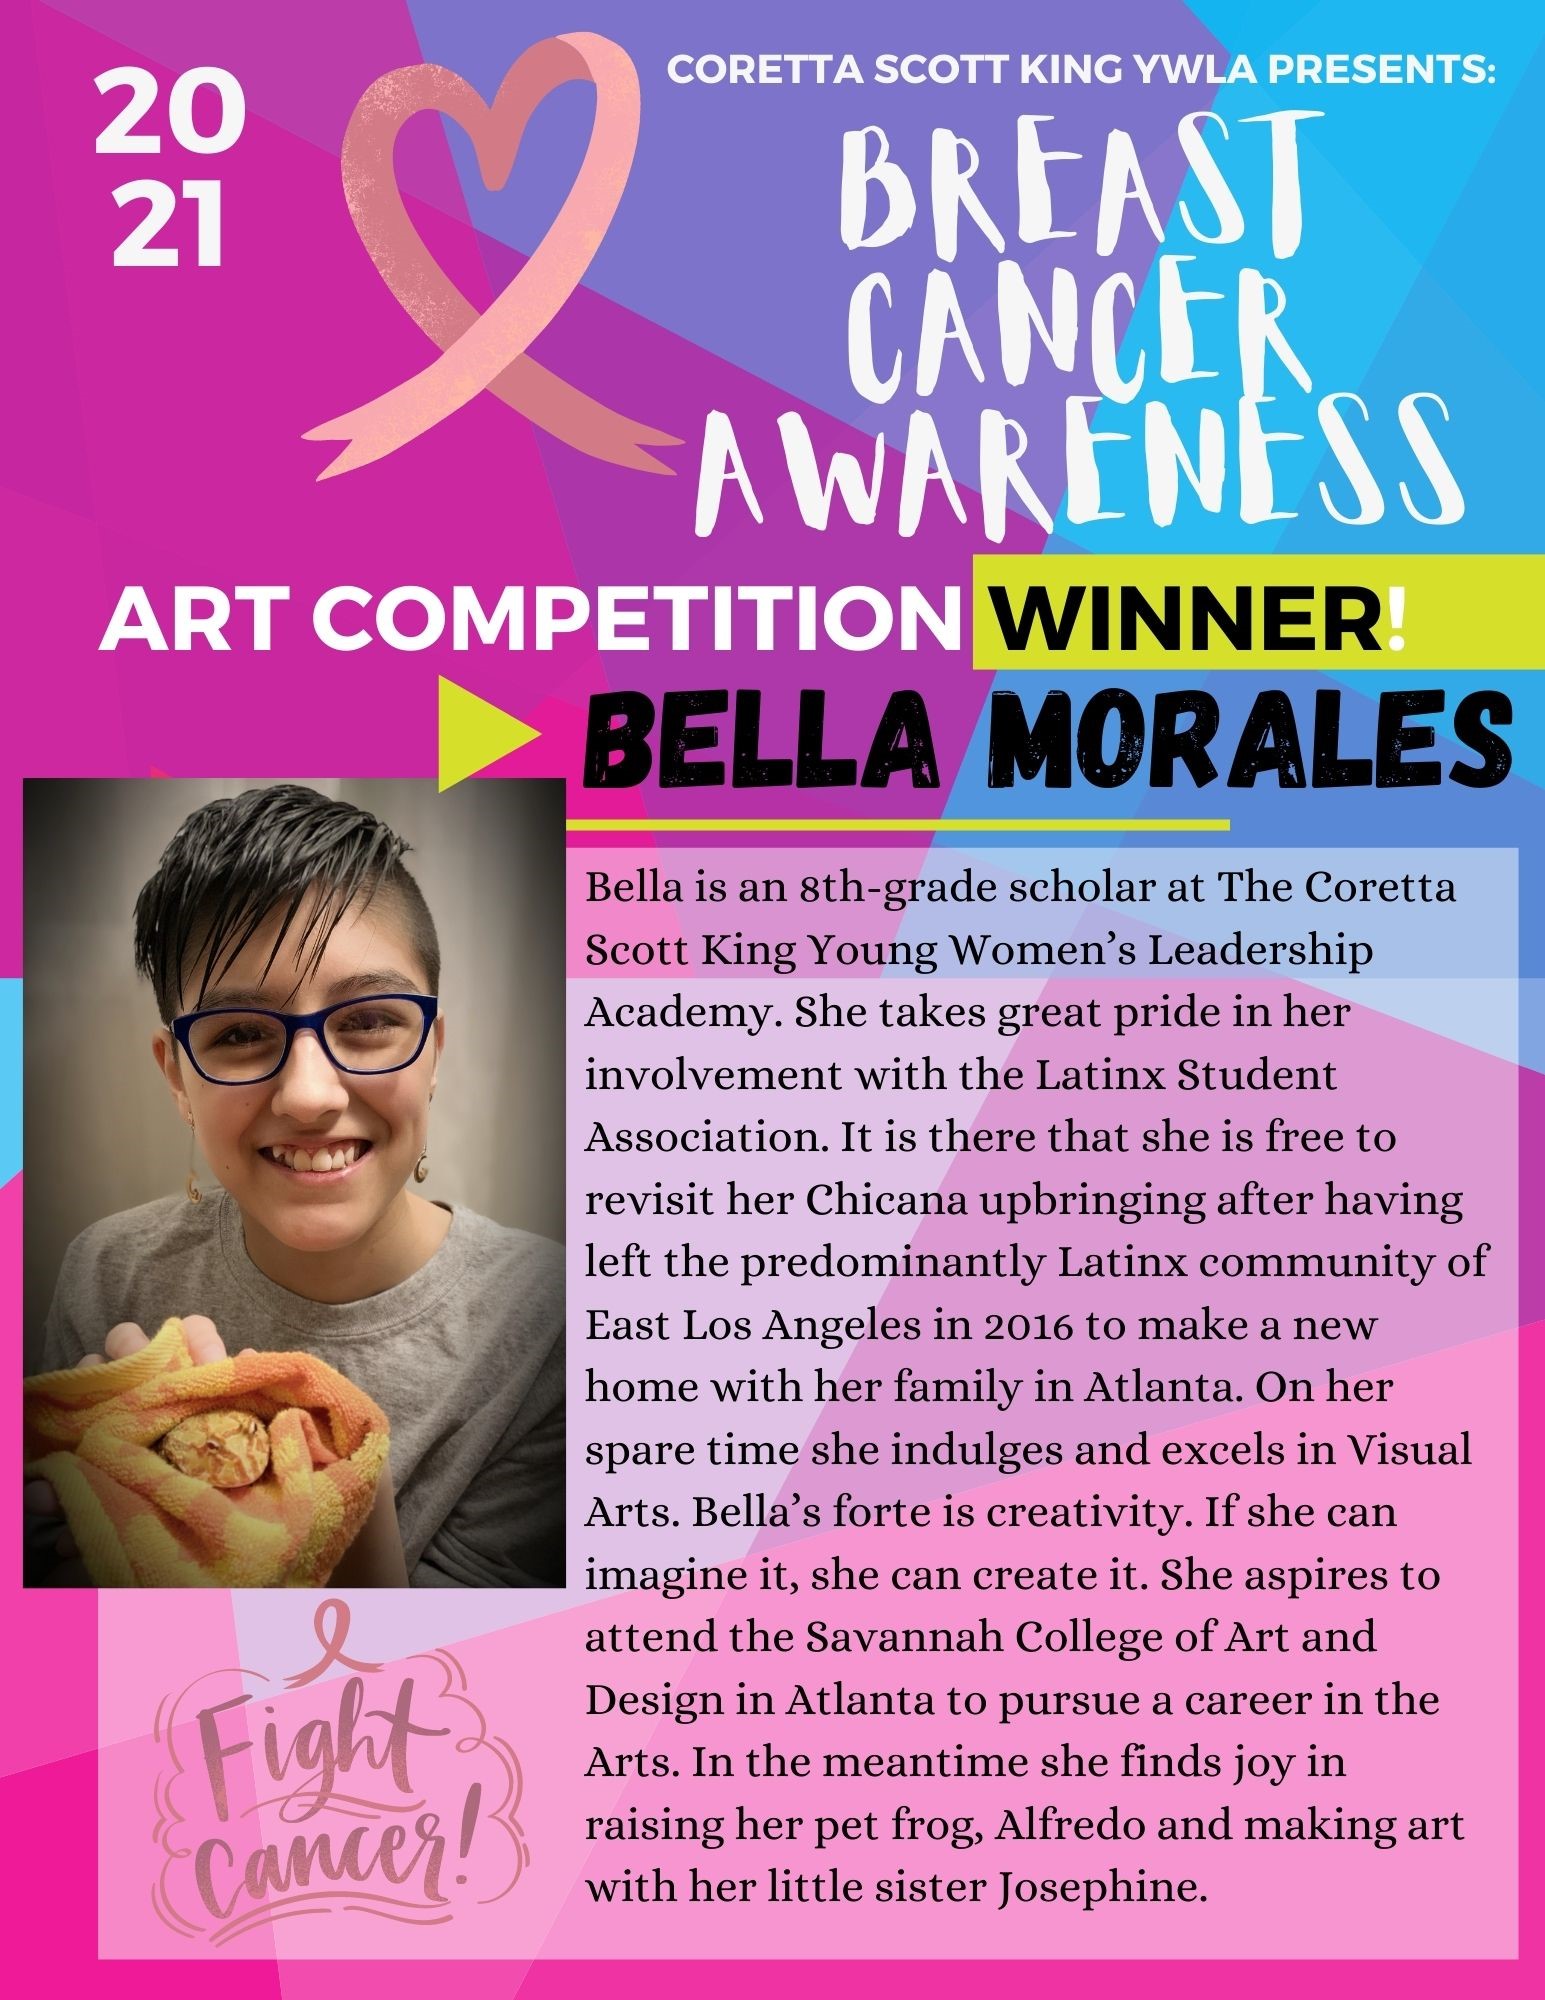 20
21
CORETTA SCOTT KING YWLA PRESENTS:
BREAST
CANCER
AWARENESS
ART COMPETITION WINNER!
BELLA MORALES
Bella is an 8th-grade scholar at The Coretta
Scott King Young Women’s Leadership
Academy. She takes great pride in her
involvement with the Latinx Student
Association. It is there that she is free to
revisit her Chicana upbringing after having
left the predominantly Latinx community of
East Los Angeles in 2016 to make a new
home with her family in Atlanta. On her
spare time she indulges and excels in Visual
Arts. Bella’s forte is creativity. If she can
imagine it, she can create it. She aspires to
attend the Savannah College of Art and
Design in Atlanta to pursue a career in the
Arts. In the meantime she finds joy in
raising her pet frog, Alfredo and making art
with her little sister Josephine.
Fight
Cancer!